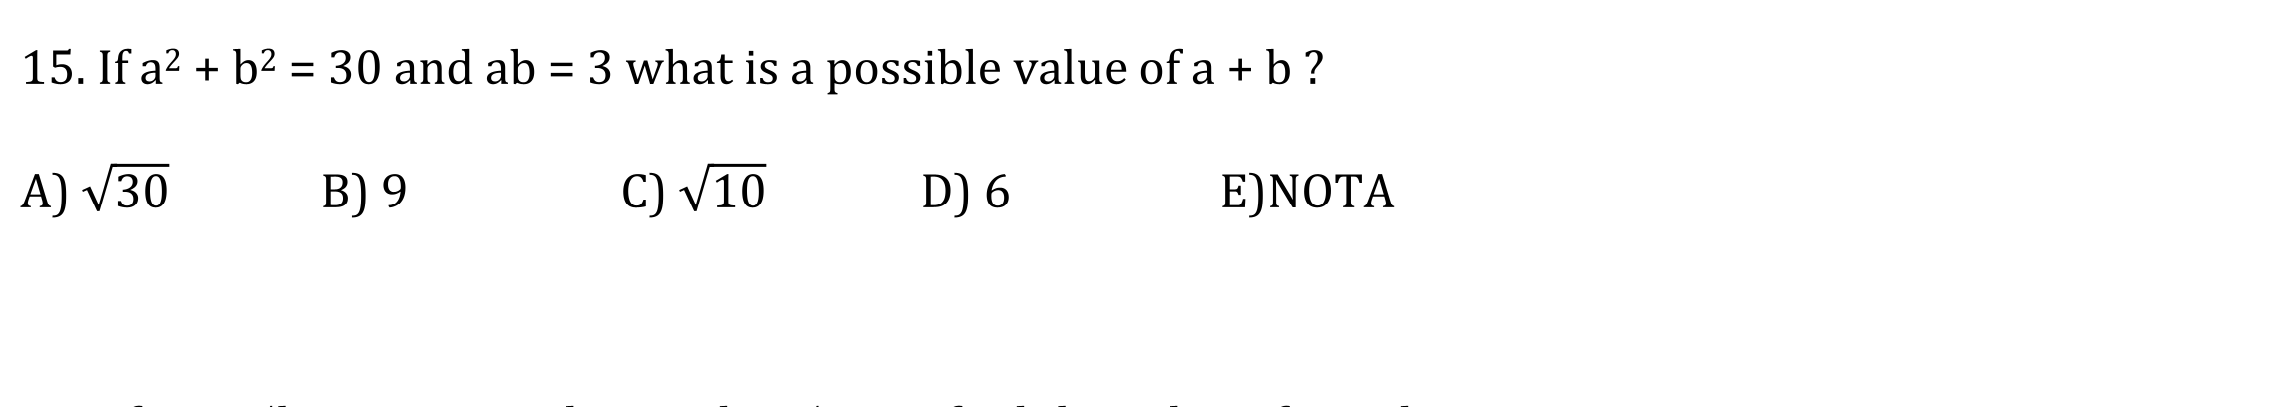 15. If a² + b² = 30 and ab = 3 what is a possible value of a + b ?
A) √30 B) 9 C) √10 D) 6 E)NOTA